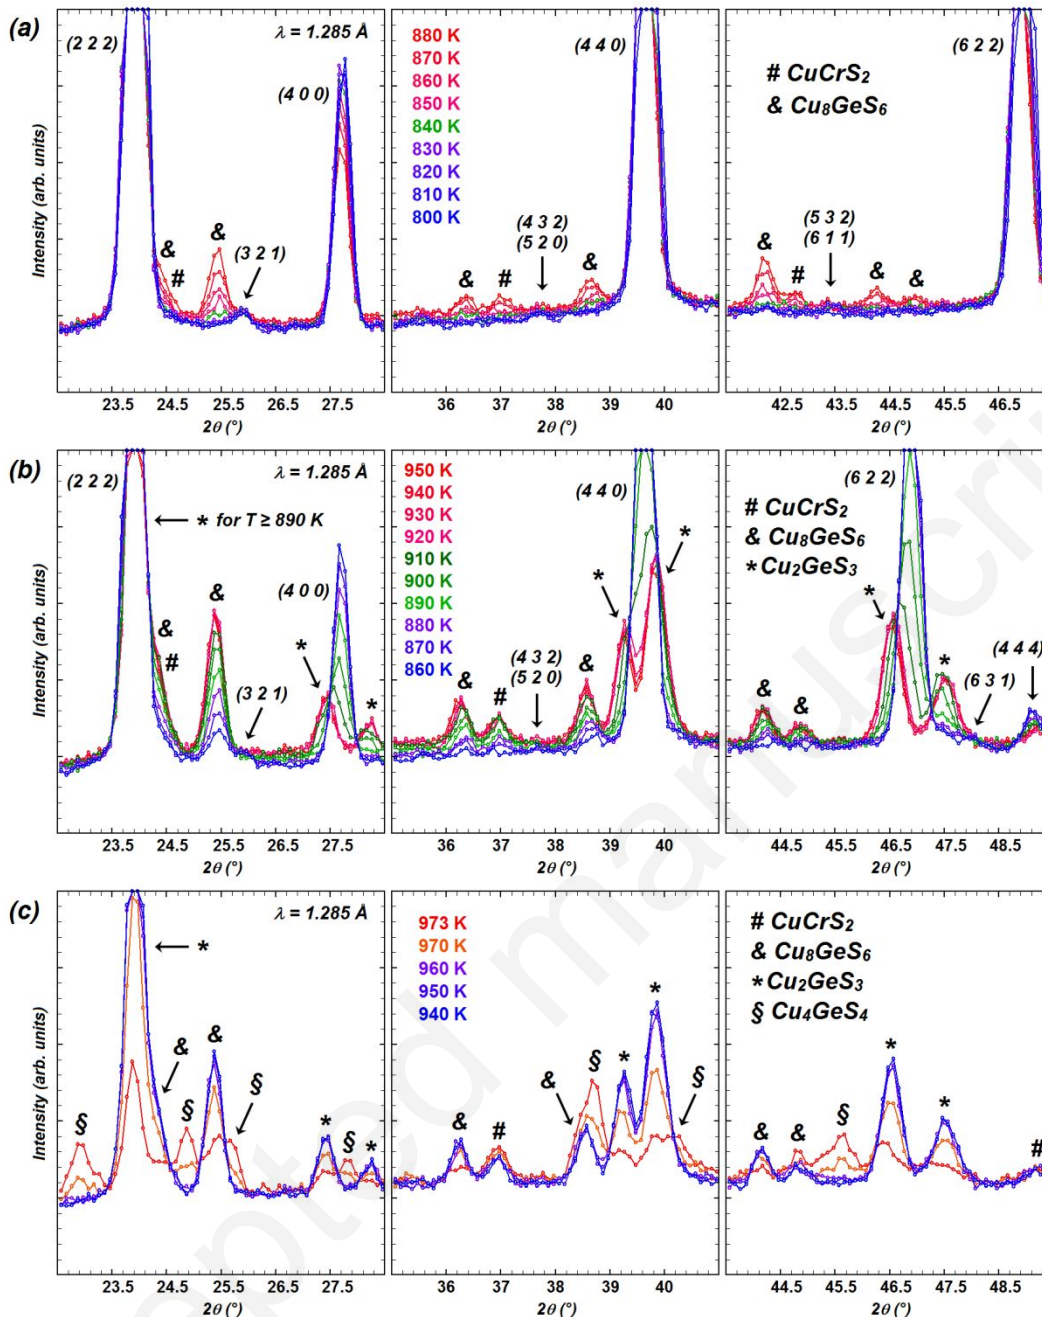 (a)
(2 2 2)
λ = 1.285 Å
(4 0 0)
&
#
&
(3 2 1)
880 K
870 K
860 K
850 K
840 K
830 K
820 K
810 K
800 K
(4 4 0)
(4 3 2)
(5 2 0)
&
#
&
# CuCrS2
& Cu8GeS6
(6 2 2)
(5 3 2)
(6 1 1)
&
#
&
&
Intensity (arb. units)
23.5 24.5 25.5 26.5 27.5
2θ (°)
36 37 38 39 40
2θ (°)
42.5 43.5 44.5 45.5 46.5
2θ (°)
(b)
(2 2 2)
λ = 1.285 Å
* for T ≥ 890 K
(4 0 0)
&
&
#
*
(3 2 1)
*
950 K
940 K
930 K
920 K
910 K
900 K
890 K
880 K
870 K
860 K
(4 4 0)
*
*
(4 3 2)
(5 2 0)
&
#
&
(6 2 2)
# CuCrS2
& Cu8GeS6
* Cu2GeS3
*
*
(4 4 4)
(6 3 1)
&
&
Intensity (arb. units)
23.5 24.5 25.5 26.5 27.5
2θ (°)
36 37 38 39 40
2θ (°)
44.5 45.5 46.5 47.5 48.5
2θ (°)
(c)
λ = 1.285 Å
*
&
&
§
§
§
*
§
*
973 K
970 K
960 K
950 K
940 K
*
§
*
&
§
&
#
# CuCrS2
& Cu8GeS6
* Cu2GeS3
§ Cu4GeS4
*
*
§
&
&
#
Intensity (arb. units)
23.5 24.5 25.5 26.5 27.5
2θ (°)
36 37 38 39 40
2θ (°)
44.5 45.5 46.5 47.5 48.5
2θ (°)
pted manuscri